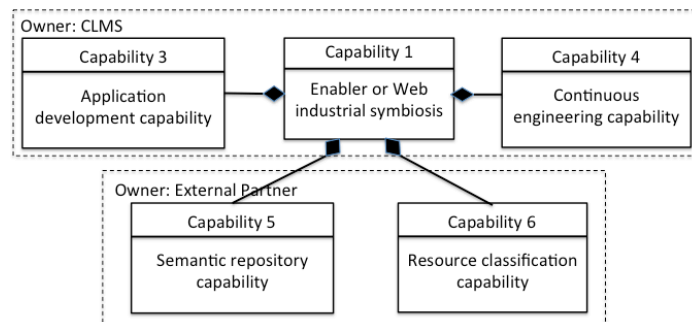 Owner: CLMS
Capability 3
Application
development capability
Capability 1
Enabler or Web
industrial symbiosis
Capability 4
Continuous
engineering capability
Owner: External Partner
Capability 5
Semantic repository
capability
Capability 6
Resource classification
capability